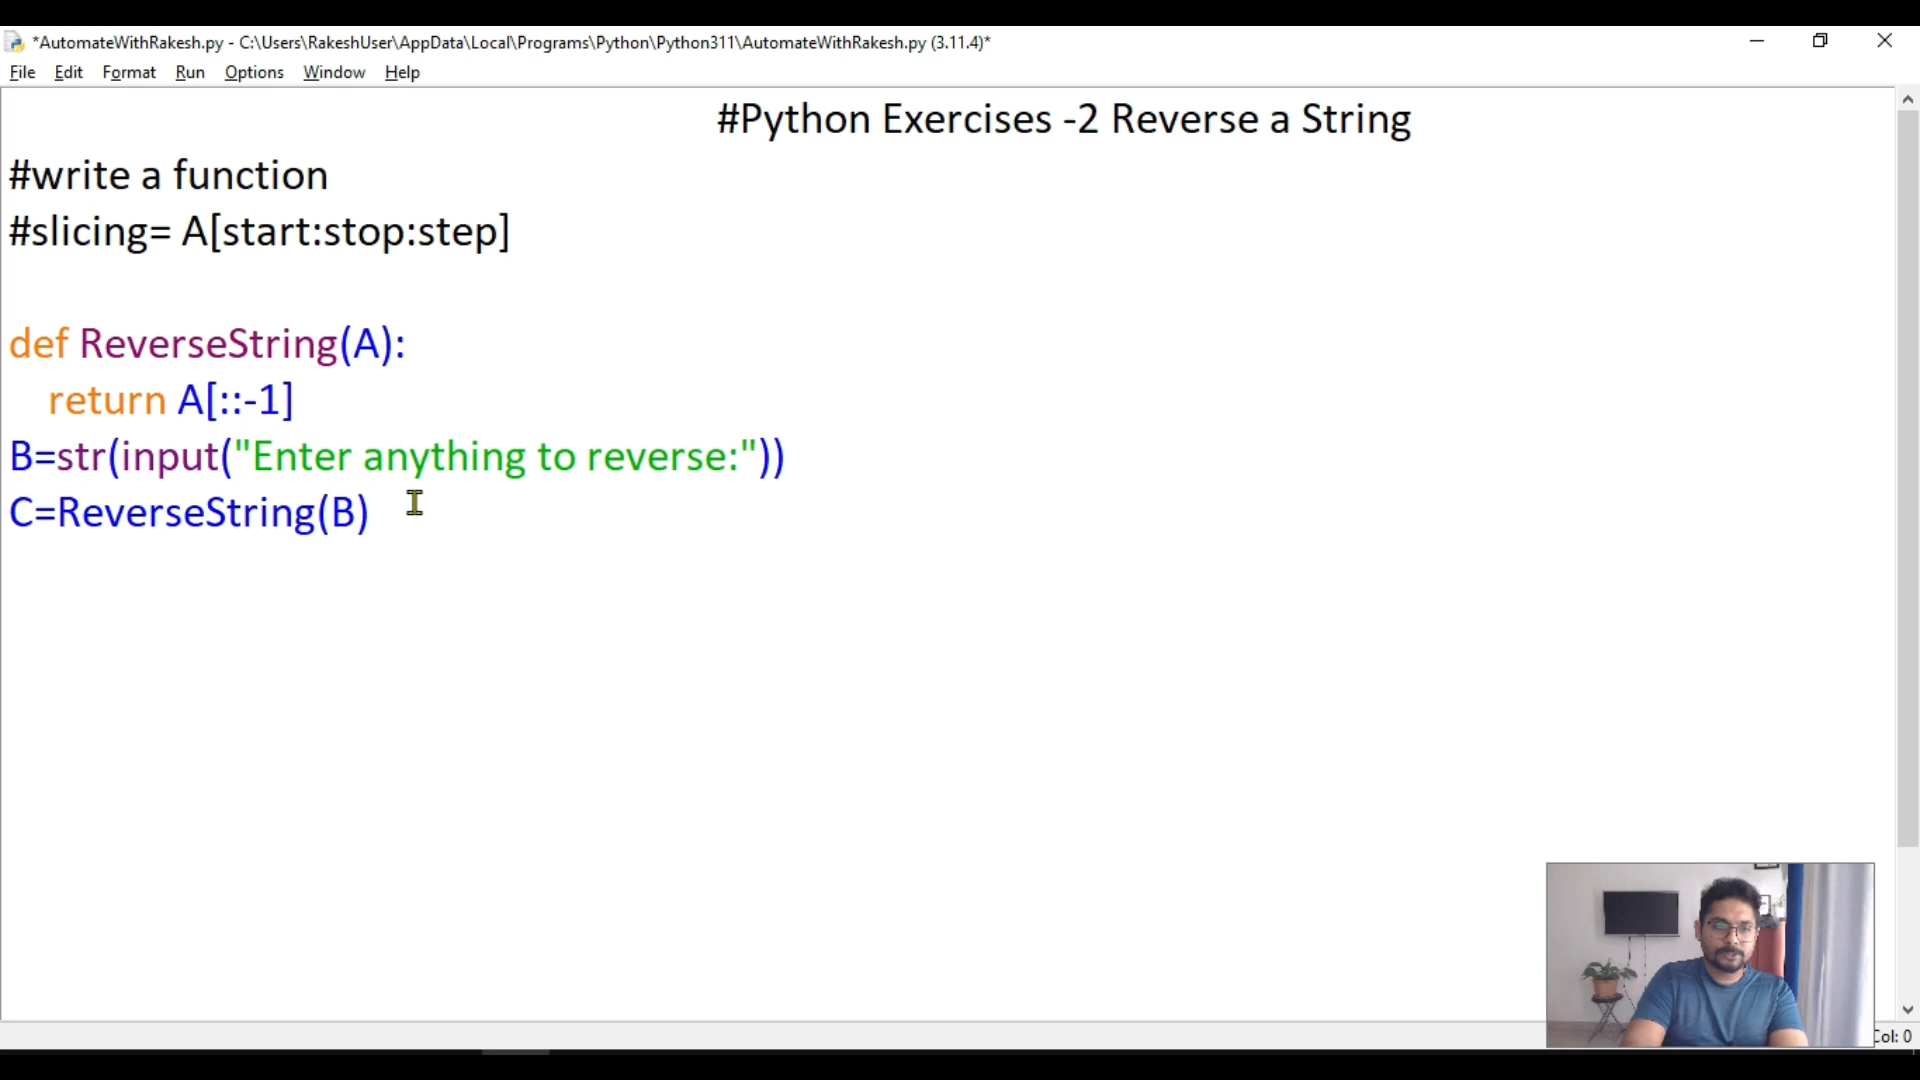 *AutomateWithRakesh.py - C:\Users\RakeshUser\AppData\Local\Programs\Python\Python311\AutomateWithRakesh.py (3.11.4)*
File Edit Format Run Options Window Help
#Python Exercises -2 Reverse a String
#write a function
#slicing= A[start:stop:step]
def ReverseString(A):
return A[::-1]
B=str(input("Enter anything to reverse:"))
C=ReverseString(B)
Col: 0